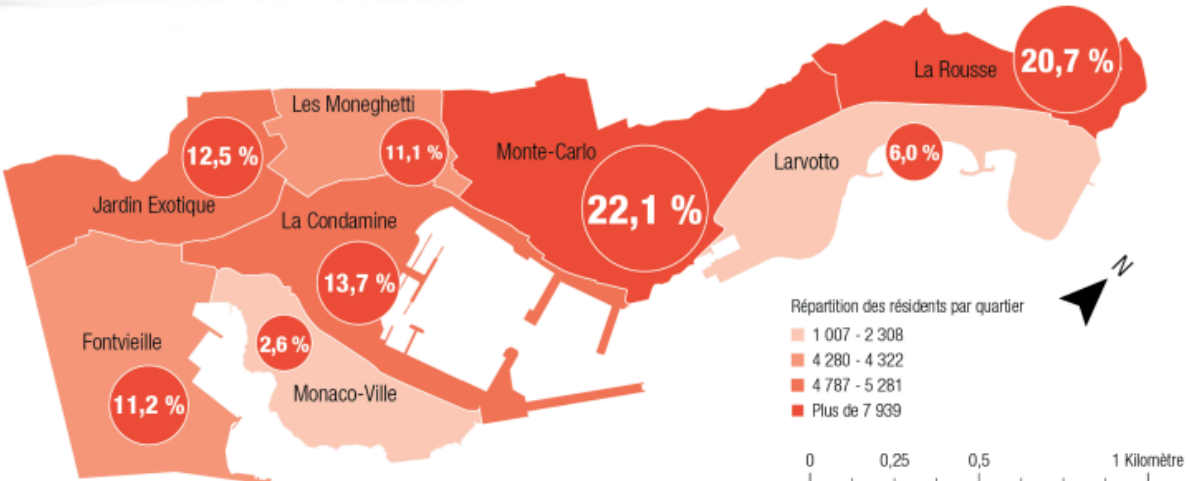 La Rousse
20,7 %
Les Moneghetti
12,5 %
11,1 %
Monte-Carlo
Larvotto
6,0 %
Jardin Exotique
La Condamine
22,1 %
13,7 %
N
Répartition des résidents par quartier
1 007 - 2 308
4 280 - 4 322
4 787 - 5 281
Plus de 7 939
Fontvieille
2,6 %
11,2 %
Monaco-Ville
0 0,25 0,5 1 Kilomètre